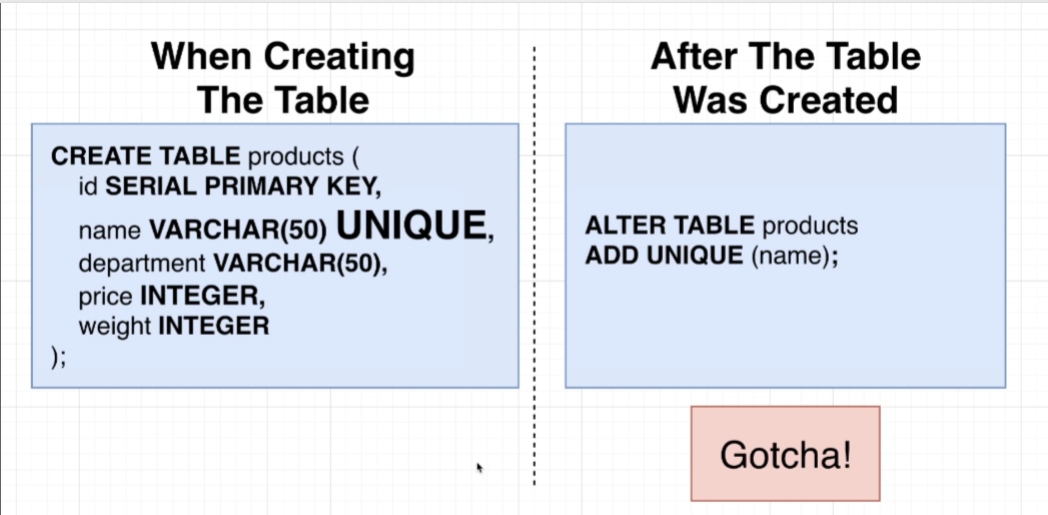 When Creating
The Table
CREATE TABLE products (
id SERIAL PRIMARY KEY,
name VARCHAR(50) UNIQUE,
department VARCHAR(50),
price INTEGER,
weight INTEGER
);
After The Table
Was Created
ALTER TABLE products
ADD UNIQUE (name);
Gotcha!